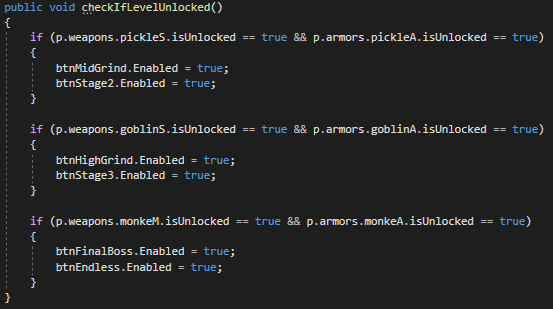 public void checkIfLevelUnlocked()
{
if (p.weapons.pickleS.isUnlocked == true && p.armors.pickleA.isUnlocked == true)
{
btnMidGrind.Enabled = true;
btnStage2.Enabled = true;
}
if (p.weapons.goblinS.isUnlocked == true && p.armors.goblinA.isUnlocked == true)
{
btnHighGrind.Enabled = true;
btnStage3.Enabled = true;
}
if (p.weapons.monkeM.isUnlocked == true && p.armors.monkeA.isUnlocked == true)
{
btnFinalBoss.Enabled = true;
btnEndless.Enabled = true;
}
}